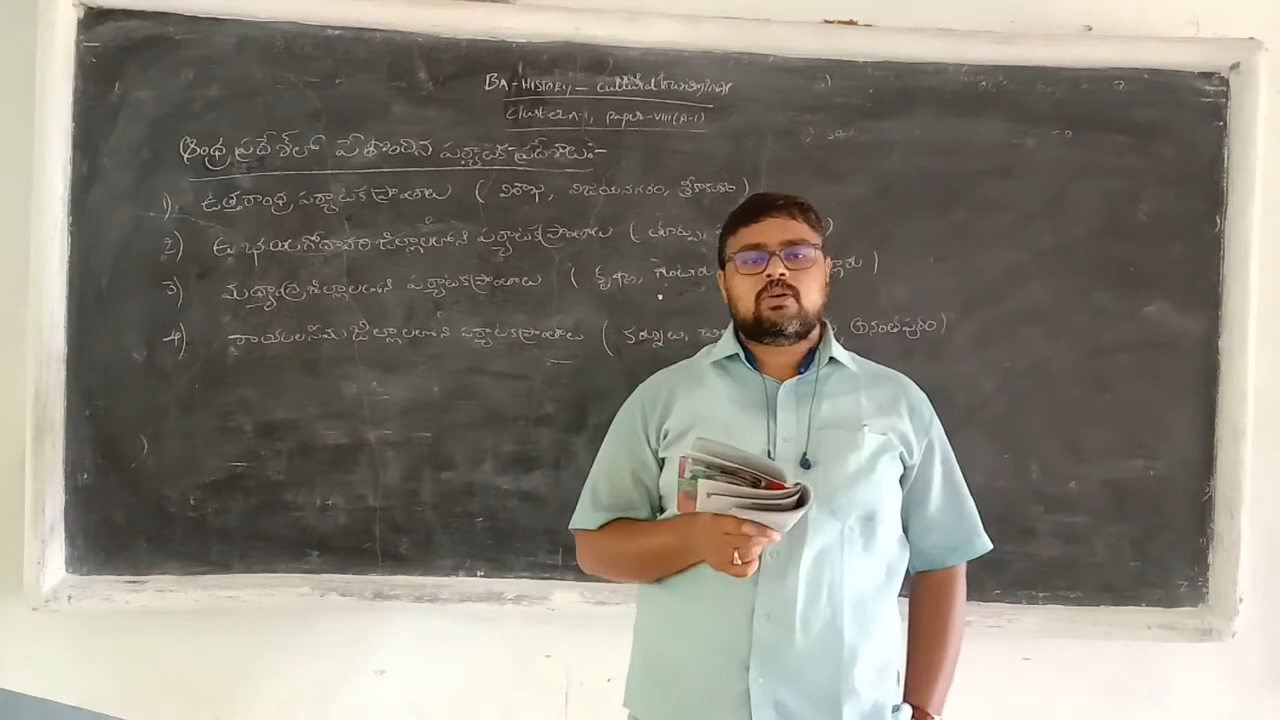 BA-HISTORY - Cultural tourism in AP
Cluster A-1, paper-VIII (A-1)
ఆంధ్ర ప్రదేశ్‌లో పేరొందిన పర్యాటక ప్రదేశాలు:-
1). ఉత్తరాంధ్ర పర్యాటక ప్రాంతాలు ( విశాఖ, విజయనగరం, శ్రీకాకుళం )
2) ఉభయగోదావరి జిల్లాలలోని పర్యాటక ప్రాంతాలు ( తూర్పు, )
3) మధ్యాంధ్ర జిల్లాలలోని పర్యాటక ప్రాంతాలు ( కృష్ణా, గుంటూరు )
4) రాయలసీమ జిల్లాలలోని పర్యాటక ప్రాంతాలు ( కర్నూలు, , అనంతపురం )